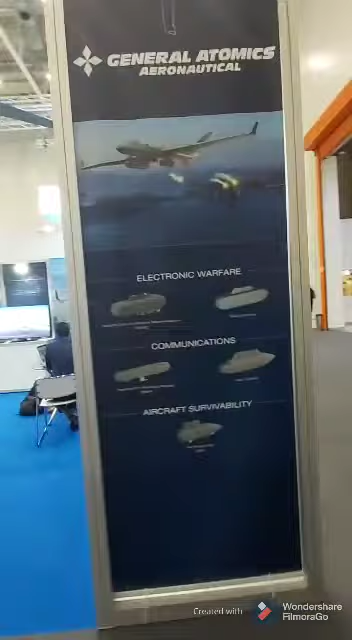 GENERAL ATOMICS
AERONAUTICAL
ELECTRONIC WARFARE
COMMUNICATIONS
AIRCRAFT SURVIVABILITY
Created with
Wondershare
FilmoraGo